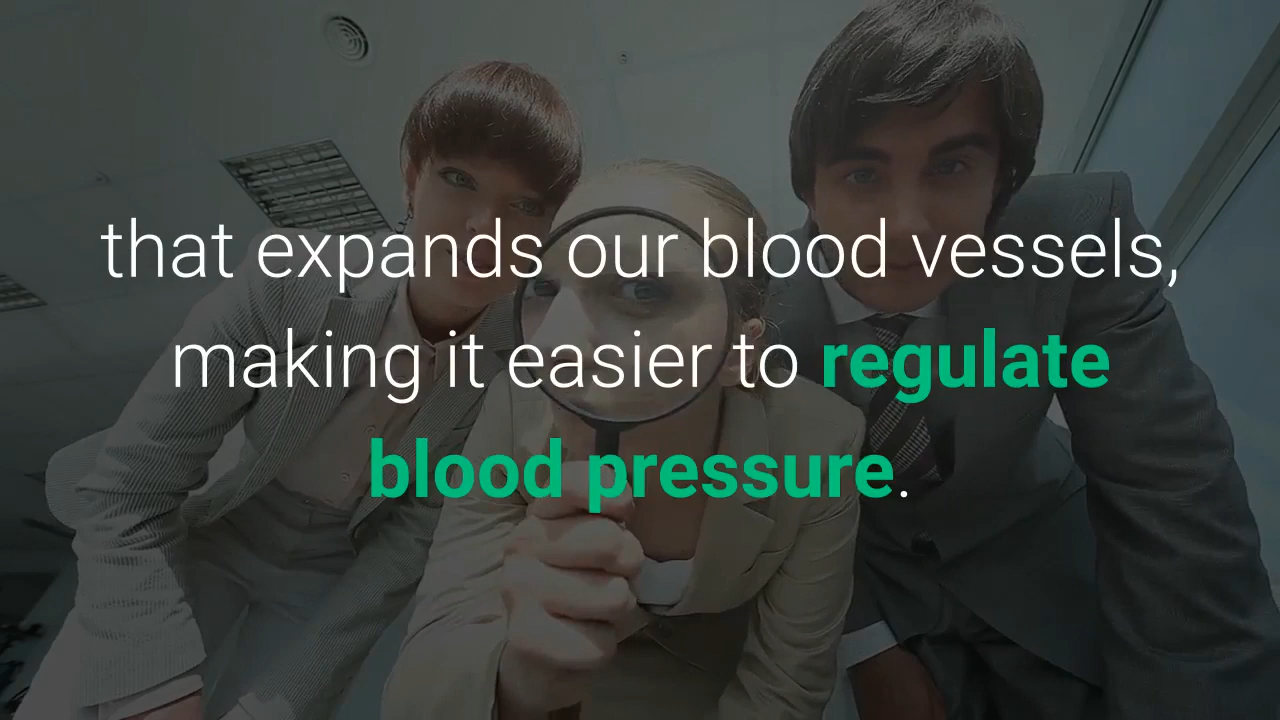 that expands our blood vessels,
making it easier to regulate
blood pressure.